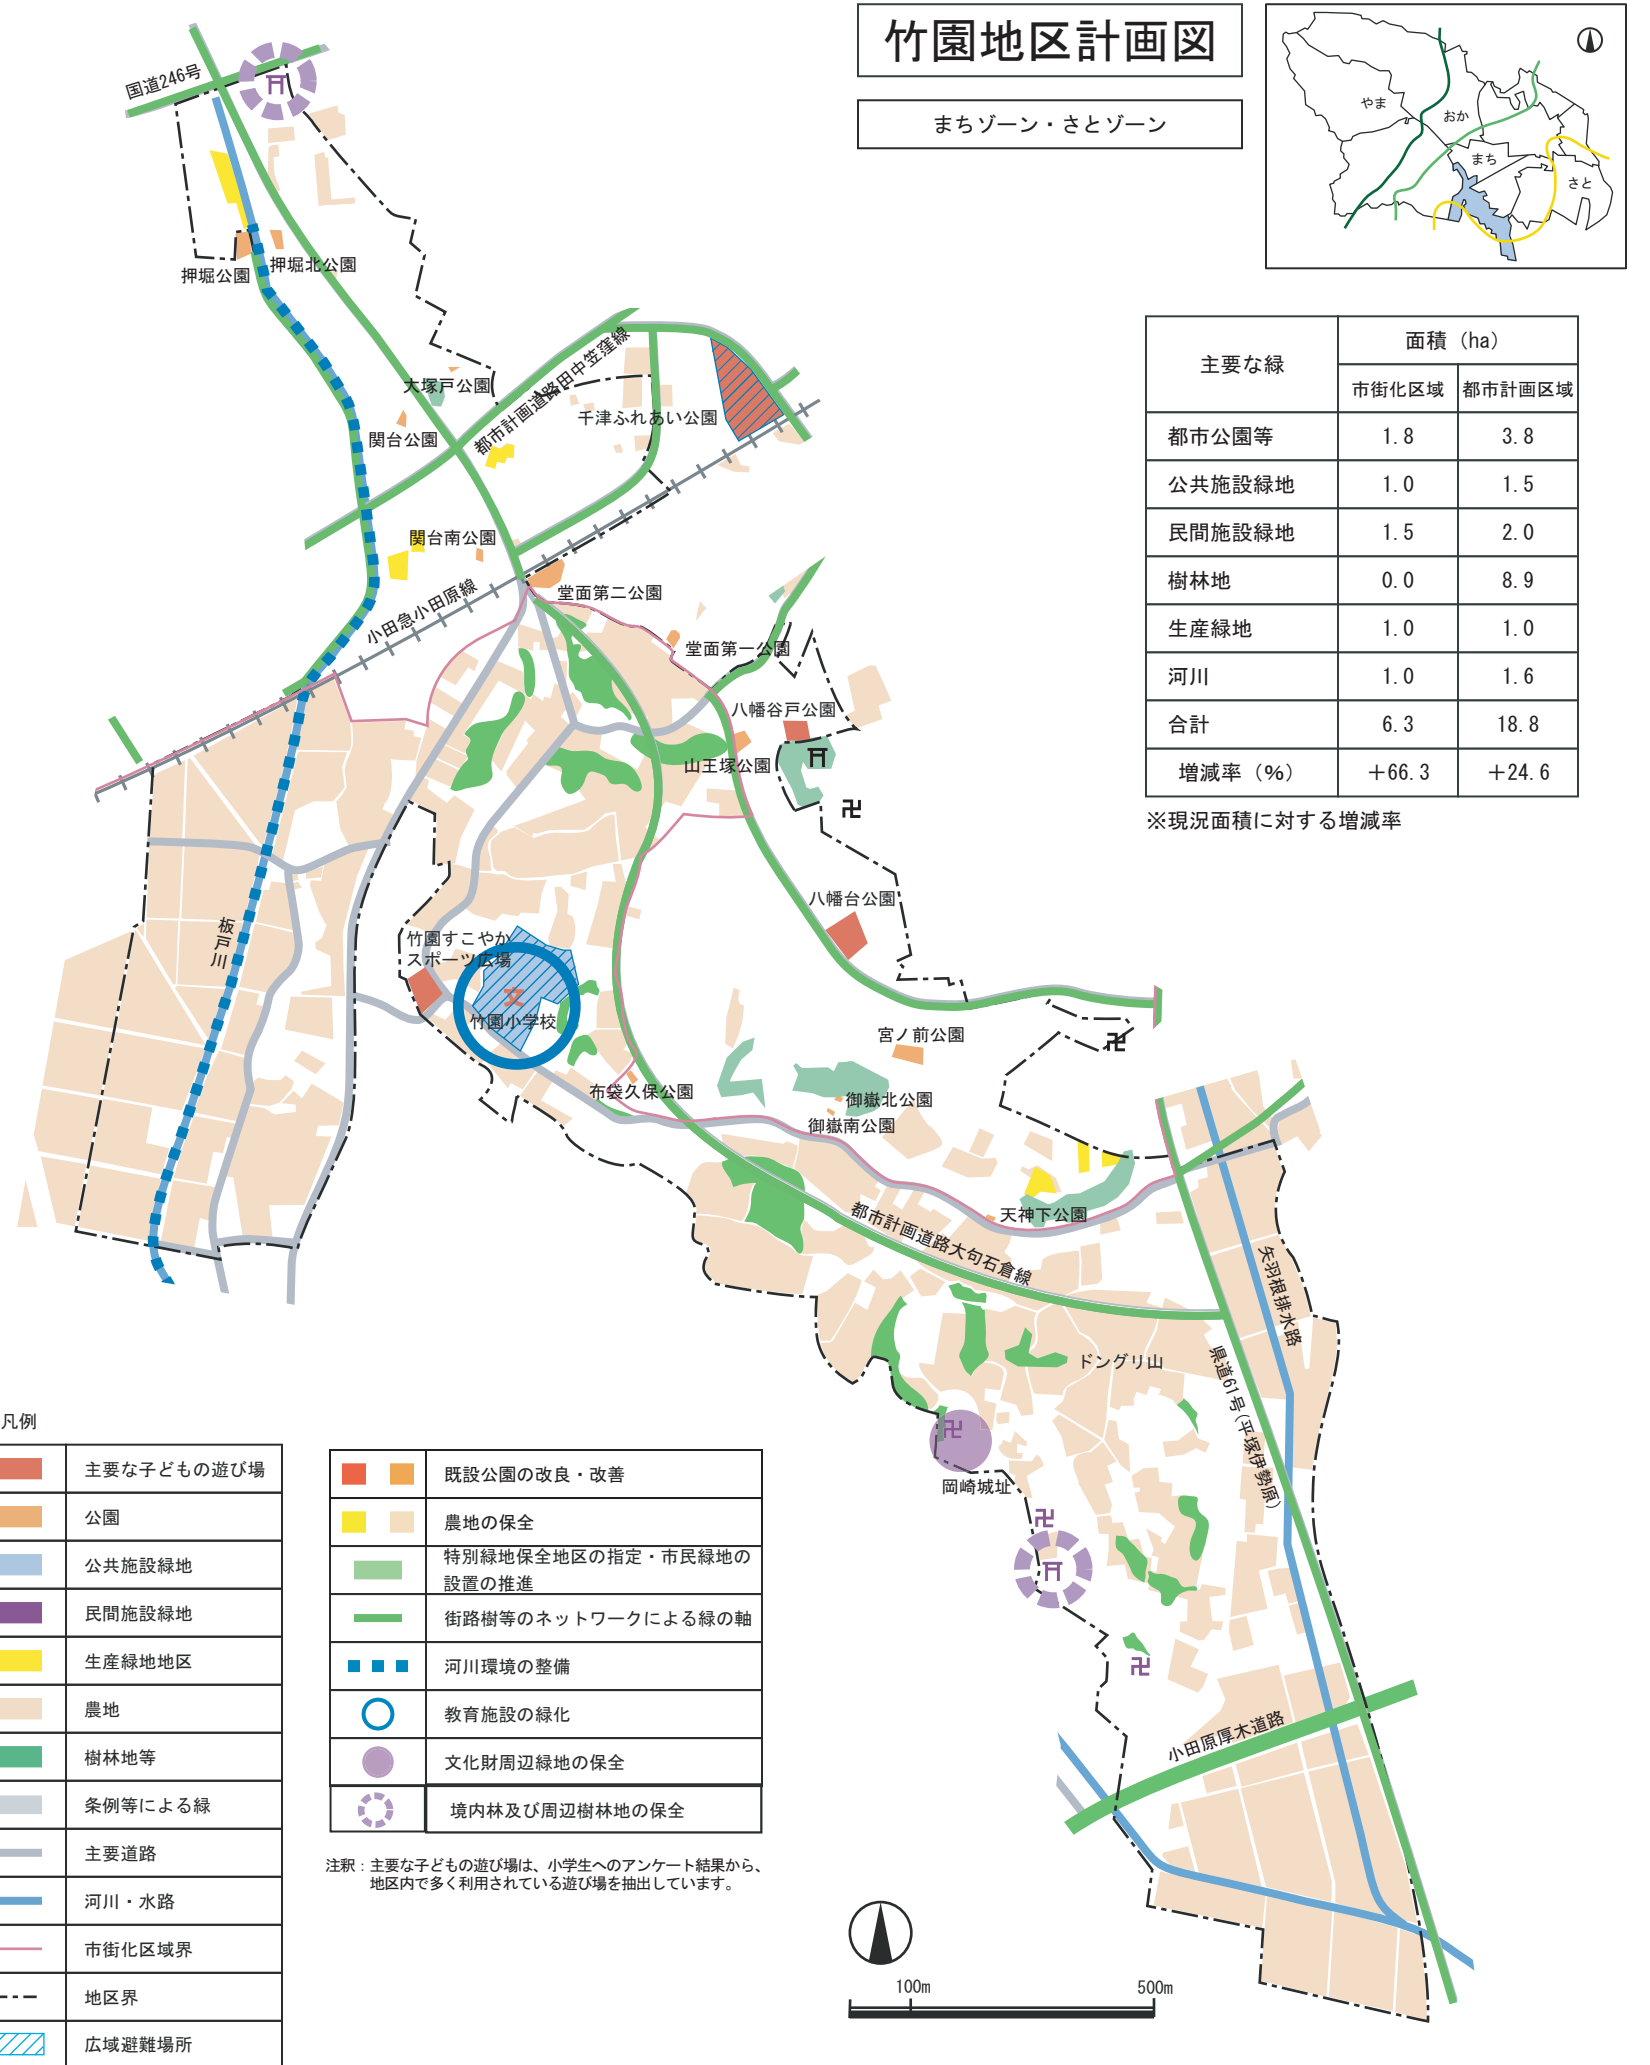 竹園地区計画図
まちゾーン・さとゾーン
やま
おか
まち
さと
国道246号
押堀公園
押堀北公園
大塚戸公園
関台公園
都市計画道路田中笠窪線
千津ふれあい公園
関台南公園
小田急小田原線
堂面第二公園
堂面第一公園
八幡谷戸公園
山王塚公園
八幡台公園
板戸川
竹園すこやか
スポーツ広場
文
竹園小学校
布袋久保公園
宮ノ前公園
御嶽北公園
御嶽南公園
天神下公園
都市計画道路大句石倉線
矢羽根排水路
県道61号(平塚伊勢原)
ドングリ山
岡崎城址
小田原厚木道路
主要な緑
面積（ha）
市街化区域 都市計画区域
都市公園等 1.8 3.8
公共施設緑地 1.0 1.5
民間施設緑地 1.5 2.0
樹林地 0.0 8.9
生産緑地 1.0 1.0
河川 1.0 1.6
合計 6.3 18.8
増減率（%） +66.3 +24.6
※現況面積に対する増減率
凡例
主要な子どもの遊び場
公園
公共施設緑地
民間施設緑地
生産緑地地区
農地
樹林地等
条例等による緑
主要道路
河川・水路
市街化区域界
地区界
広域避難場所
既設公園の改良・改善
農地の保全
特別緑地保全地区の指定・市民緑地の
設置の推進
街路樹等のネットワークによる緑の軸
河川環境の整備
教育施設の緑化
文化財周辺緑地の保全
境内林及び周辺樹林地の保全
注釈：主要な子どもの遊び場は、小学生へのアンケート結果から、
地区内で多く利用されている遊び場を抽出しています。
100m
500m